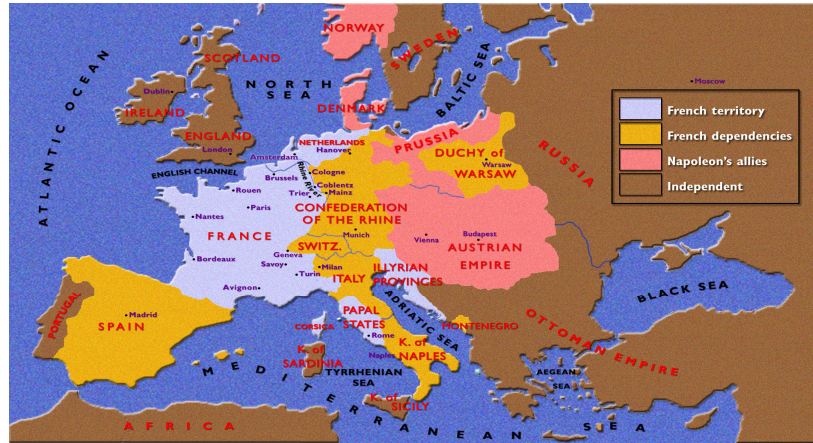 NORWAY
SWEDEN
SCOTLAND
ATLANTIC OCEAN
NORTH
SEA
BALTIC SEA
Moscow
Dublin
IRELAND
DENMARK
French territory
French dependencies
Napoleon's allies
Independent
ENGLAND
London
NETHERLANDS
Hanover
PRUSSIA
DUCHY of
WARSAW
Warsaw
RUSSIA
Amsterdam
ENGLISH CHANNEL
Brussels
Rhine River
Cologne
Coblentz
Trier
Mainz
Rouen
Paris
Nantes
CONFEDERATION
OF THE RHINE
Munich
FRANCE
Vienna
Budapest
AUSTRIAN
EMPIRE
SWITZ.
Geneva
Bordeaux
Savoy
Milan
Turin
ITALY
ILLYRIAN
PROVINCES
Avignon
ADRIATIC SEA
BLACK SEA
PORTUGAL
Madrid
SPAIN
CORSICA
PAPAL
STATES
Rome
MONTENEGRO
OTTOMAN EMPIRE
K. of
SARDINIA
Naples
K. of
NAPLES
TYRRHENIAN
SEA
AEGEAN
SEA
K. of
SICILY
MEDITERRANEAN SEA
AFRICA